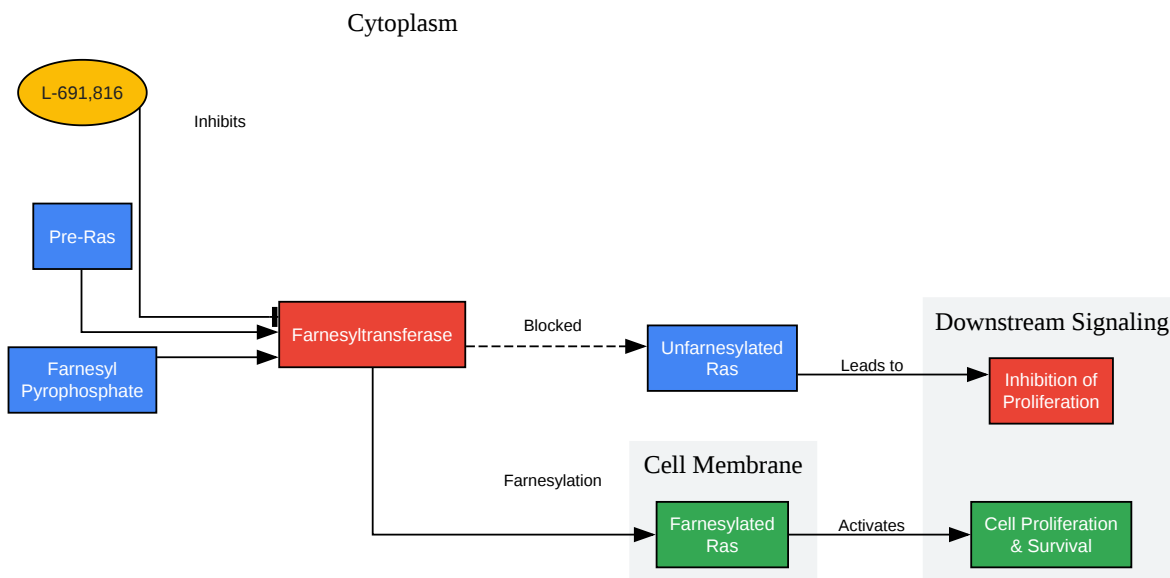 Cytoplasm
L-691,816
Inhibits
Pre-Ras
Farnesyl
Pyrophosphate
Farnesyltransferase
Blocked
Unfarnesylated
Ras
Leads to
Downstream Signaling
Inhibition of
Proliferation
Farnesylation
Cell Membrane
Farnesylated
Ras
Activates
Cell Proliferation
& Survival